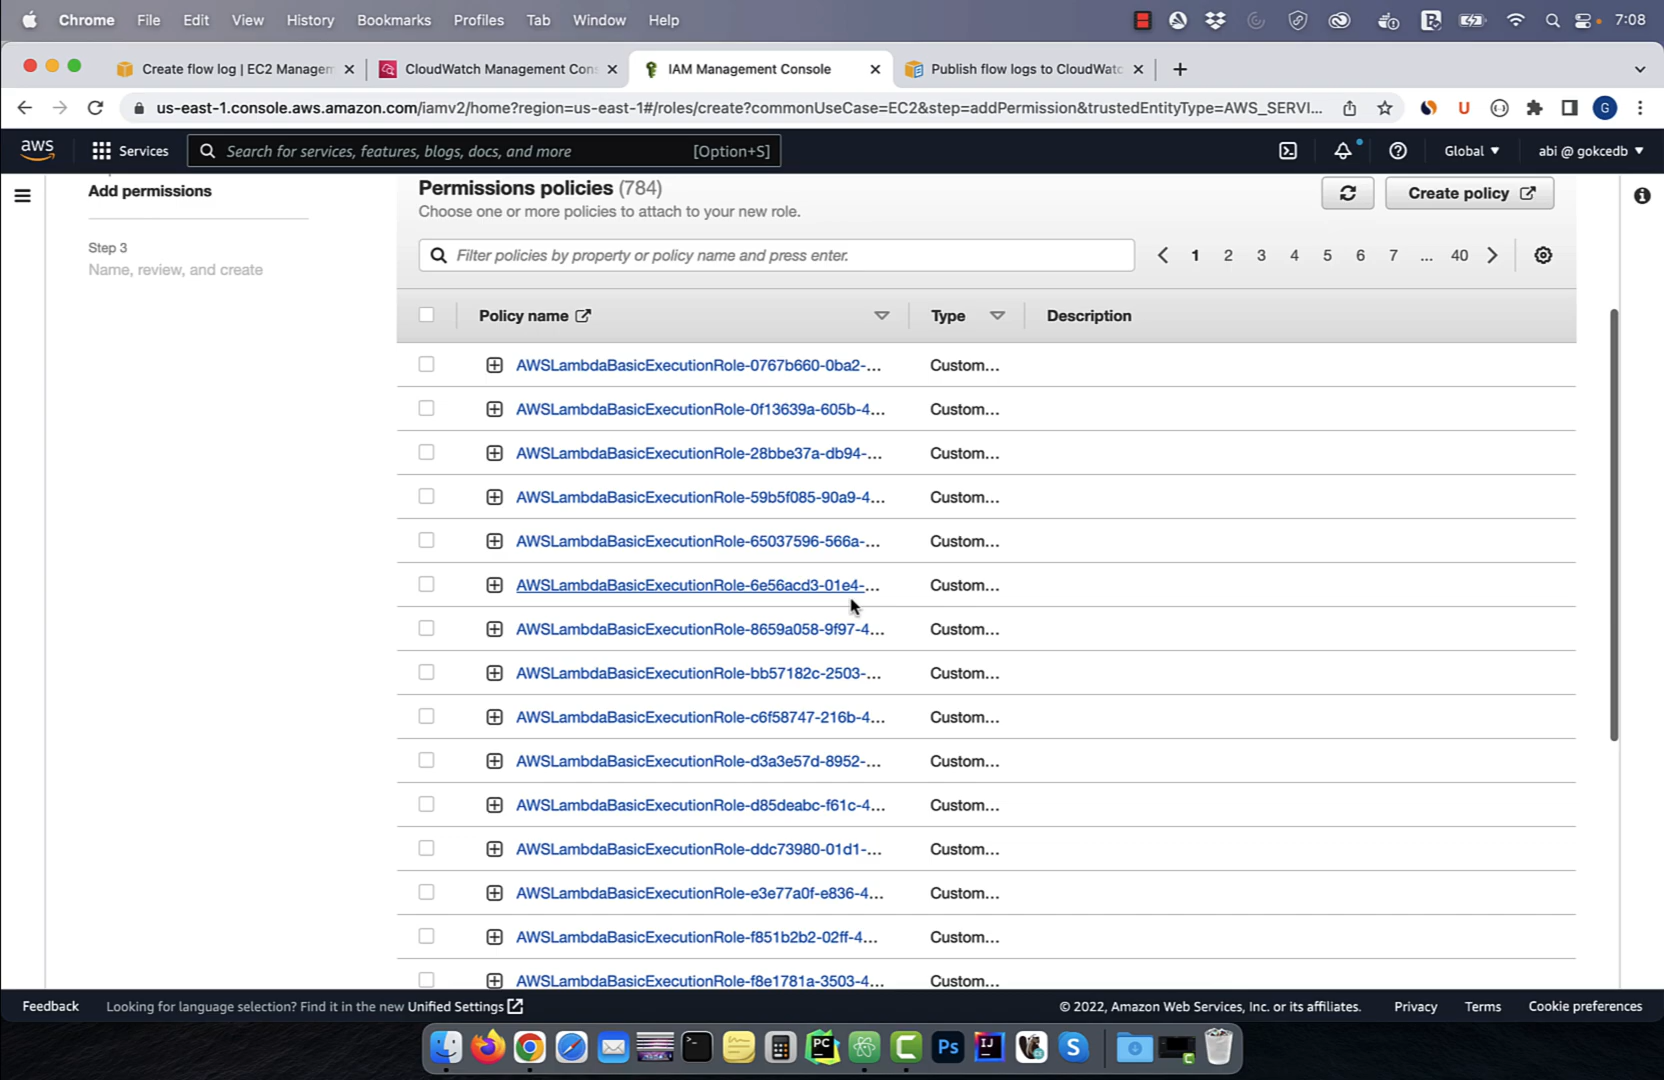 Chrome File Edit View History Bookmarks Profiles Tab Window Help 7:08
Create flow log | EC2 Managem CloudWatch Management Con IAM Management Console Publish flow logs to CloudWatc
us-east-1.console.aws.amazon.com/iamv2/home?region=us-east-1#/roles/create?commonUseCase=EC2&step=addPermission&trustedEntityType=AWS_SERVI... U G
aws Services Search for services, features, blogs, docs, and more [Option+S] Global abi @ gokcedb
Add permissions
Step 3
Name, review, and create
Permissions policies (784)
Choose one or more policies to attach to your new role.
Create policy
Filter policies by property or policy name and press enter.
1 2 3 4 5 6 7 ... 40
Policy name Type Description
AWSLambdaBasicExecutionRole-0767b660-0ba2-... Custom...
AWSLambdaBasicExecutionRole-0f13639a-605b-4... Custom...
AWSLambdaBasicExecutionRole-28bbe37a-db94-... Custom...
AWSLambdaBasicExecutionRole-59b5f085-90a9-4... Custom...
AWSLambdaBasicExecutionRole-65037596-566a-... Custom...
AWSLambdaBasicExecutionRole-6e56acd3-01e4-... Custom...
AWSLambdaBasicExecutionRole-8659a058-9f97-4... Custom...
AWSLambdaBasicExecutionRole-bb57182c-2503-... Custom...
AWSLambdaBasicExecutionRole-c6f58747-216b-4... Custom...
AWSLambdaBasicExecutionRole-d3a3e57d-8952-... Custom...
AWSLambdaBasicExecutionRole-d85deabc-f61c-4... Custom...
AWSLambdaBasicExecutionRole-ddc73980-01d1-... Custom...
AWSLambdaBasicExecutionRole-e3e77a0f-e836-4... Custom...
AWSLambdaBasicExecutionRole-f851b2b2-02ff-4... Custom...
AWSLambdaBasicExecutionRole-f8e1781a-3503-4... Custom...
Feedback Looking for language selection? Find it in the new Unified Settings © 2022, Amazon Web Services, Inc. or its affiliates. Privacy Terms Cookie preferences
PC Ps IJ S